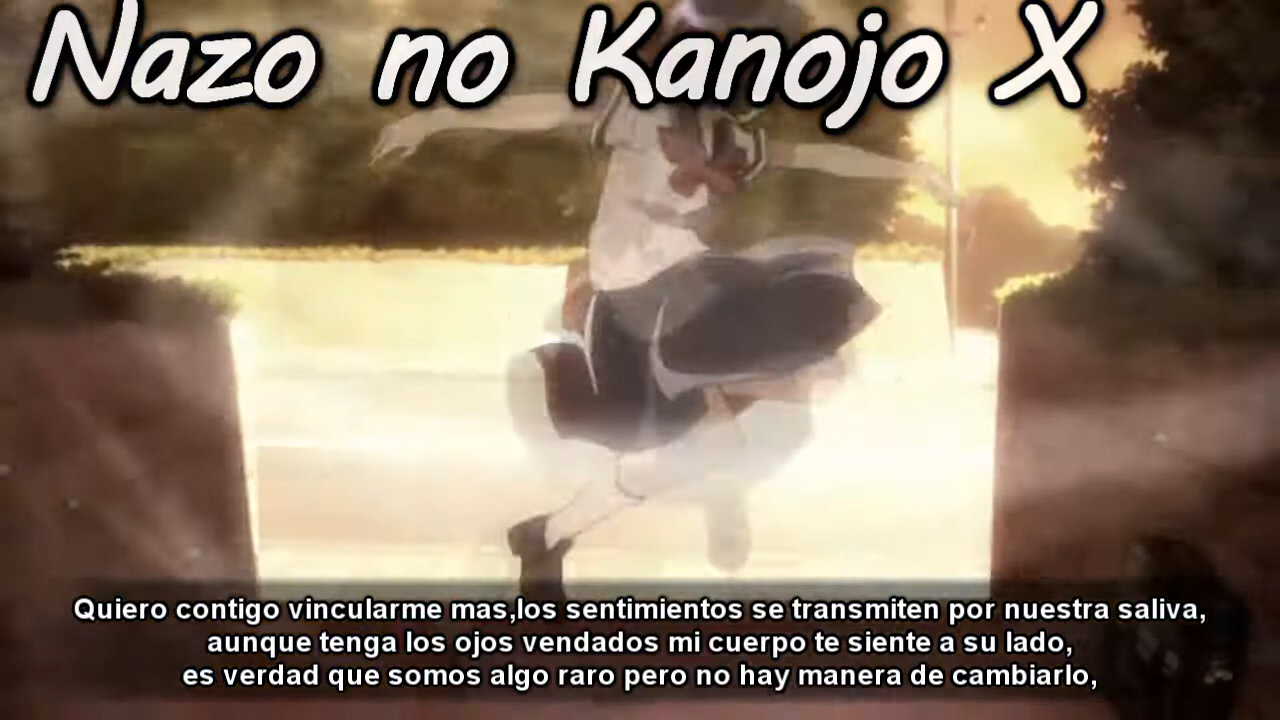 Nazo no Kanojo X
Quiero contigo vincularme mas,los sentimientos se transmiten por nuestra saliva,
aunque tenga los ojos vendados mi cuerpo te siente a su lado,
es verdad que somos algo raro pero no hay manera de cambiarlo,